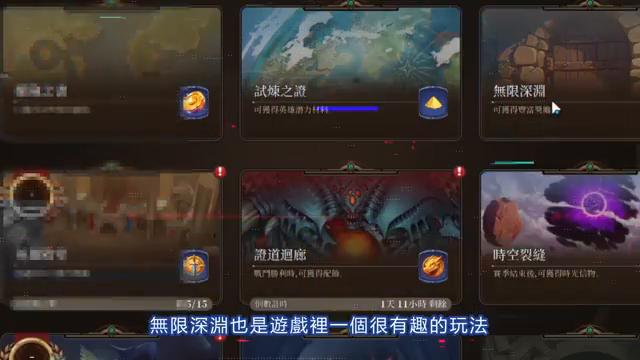 試煉之證
可獲得英雄潛力材料
無限深淵
可獲得豐富獎勵
證道迴廊
戰鬥勝利時,可獲得配飾.
倒數計時
1天 11小時 剩餘
時空裂縫
賽季結束後,可獲得時光信物.
5/15
無限深淵也是遊戲裡一個很有趣的玩法